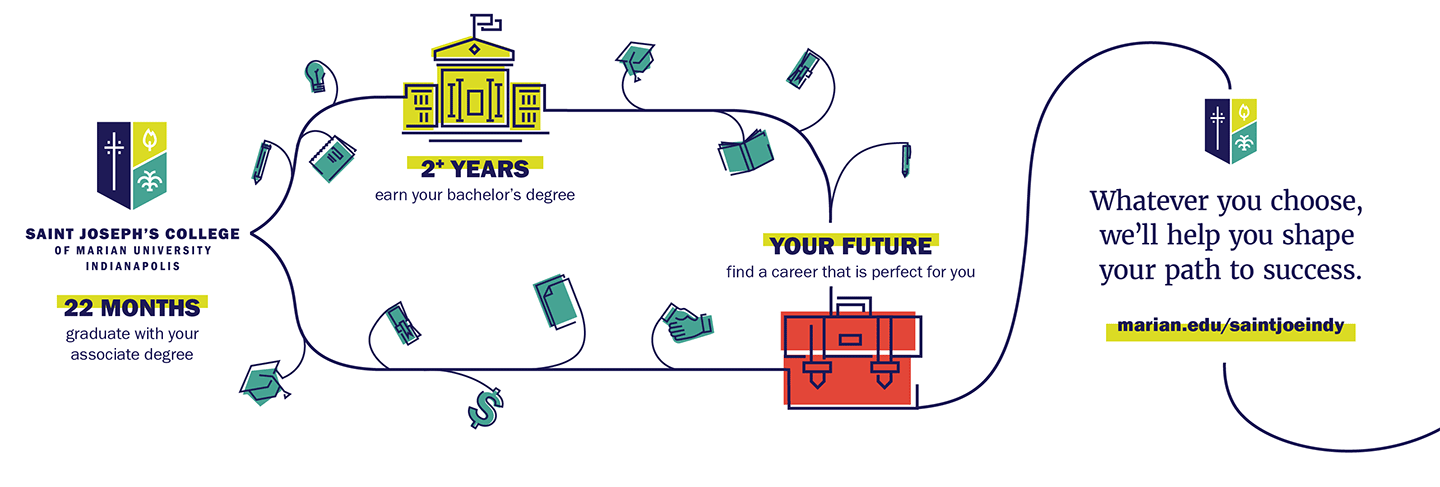 SAINT JOSEPH'S COLLEGE
OF MARIAN UNIVERSITY
INDIANAPOLIS
22 MONTHS
graduate with your
associate degree
2+ YEARS
earn your bachelor's degree
YOUR FUTURE
find a career that is perfect for you
$
Whatever you choose,
we'll help you shape
your path to success.
marian.edu/saintjoeindy